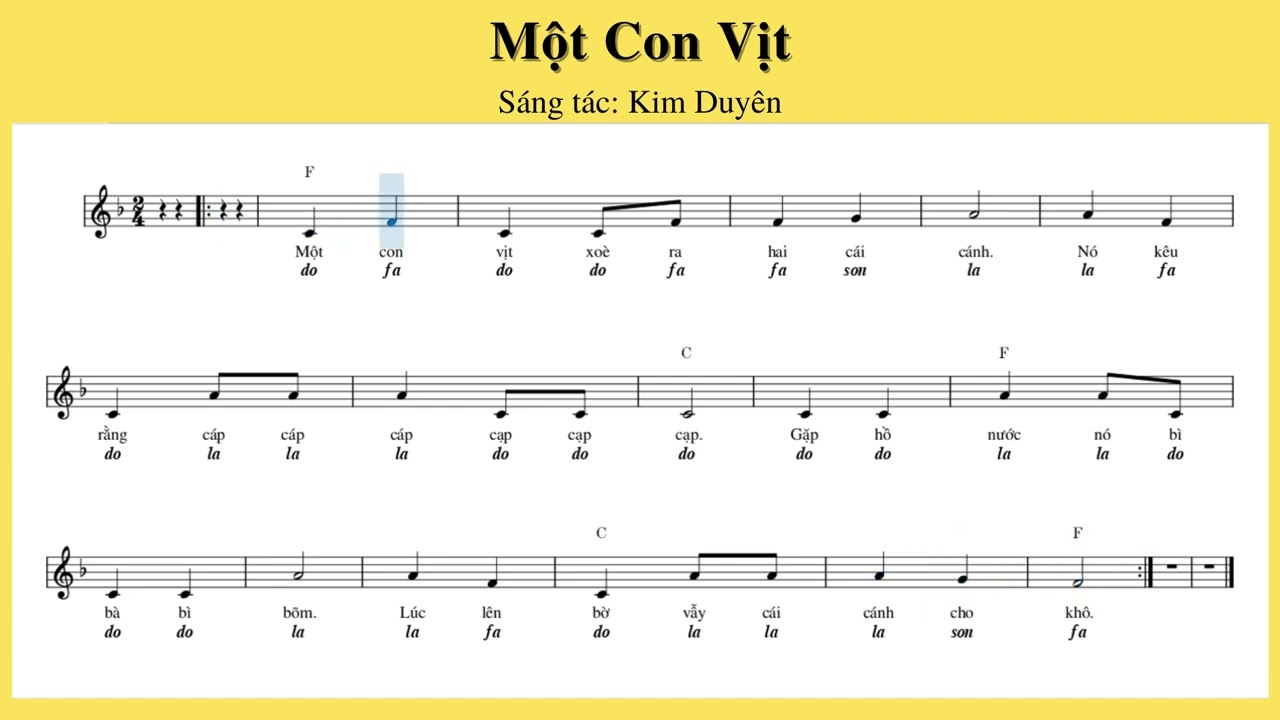 Một Con Vịt
Sáng tác: Kim Duyên
F
2
4
Một con vịt xoè ra hai cái cánh. Nó kêu
do fa do do fa fa son la la fa
C F
rằng cáp cáp cáp cạp cạp cạp. Gặp hồ nước nó bì
do la la la do do do do do la la do
C F
bà bì bõm. Lúc lên bờ vẫy cái cánh cho khô.
do do la la fa do la la la son fa